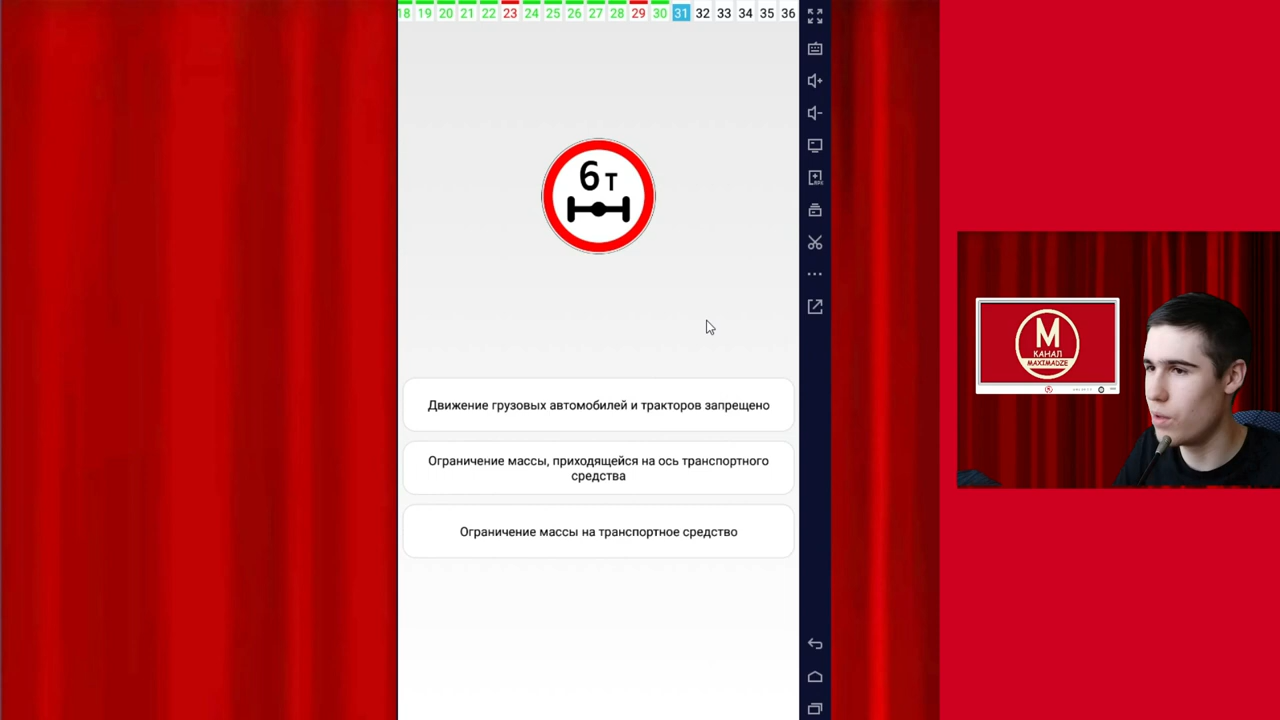 18 19 20 21 22 23 24 25 26 27 28 29 30 31 32 33 34 35 36
6 т
Движение грузовых автомобилей и тракторов запрещено
Ограничение массы, приходящейся на ось транспортного
средства
Ограничение массы на транспортное средство
М
КАНАЛ
MAXIMADZE